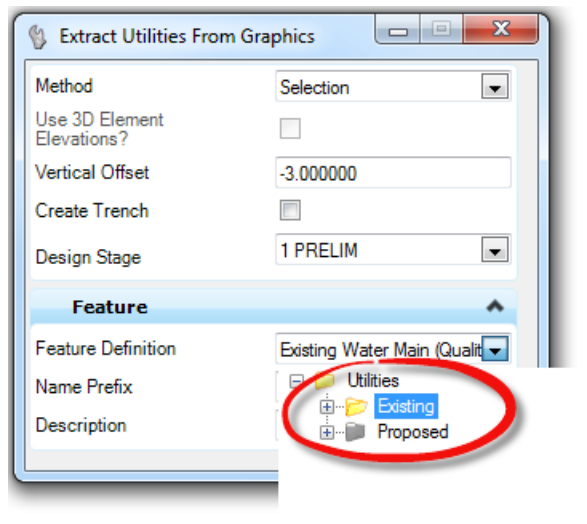 Extract Utilities From Graphics
Method Selection
Use 3D Element
Elevations?
Vertical Offset -3.000000
Create Trench
Design Stage 1 PRELIM
Feature
Feature Definition Existing Water Main (Qualit
Name Prefix
Description
Utilities
Existing
Proposed